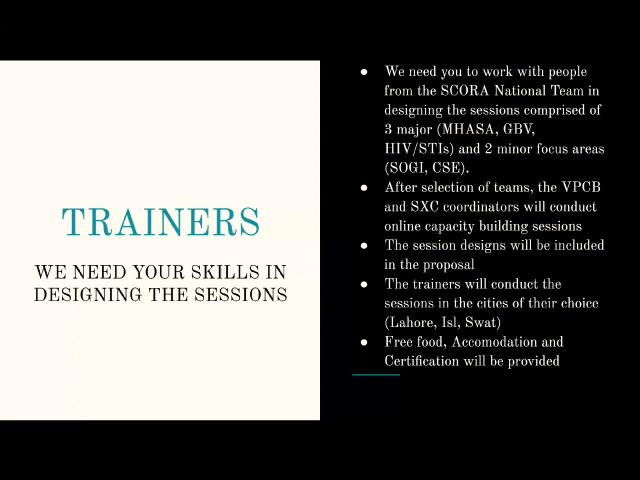 TRAINERS
WE NEED YOUR SKILLS IN
DESIGNING THE SESSIONS
● We need you to work with people
from the SCORA National Team in
designing the sessions comprised of
3 major (MHASA, GBV,
HIV/STIs) and 2 minor focus areas
(SOGI, CSE).
● After selection of teams, the VPCB
and SXC coordinators will conduct
online capacity building sessions
● The session designs will be included
in the proposal
● The trainers will conduct the
sessions in the cities of their choice
(Lahore, Isl, Swat)
● Free food, Accomodation and
Certification will be provided